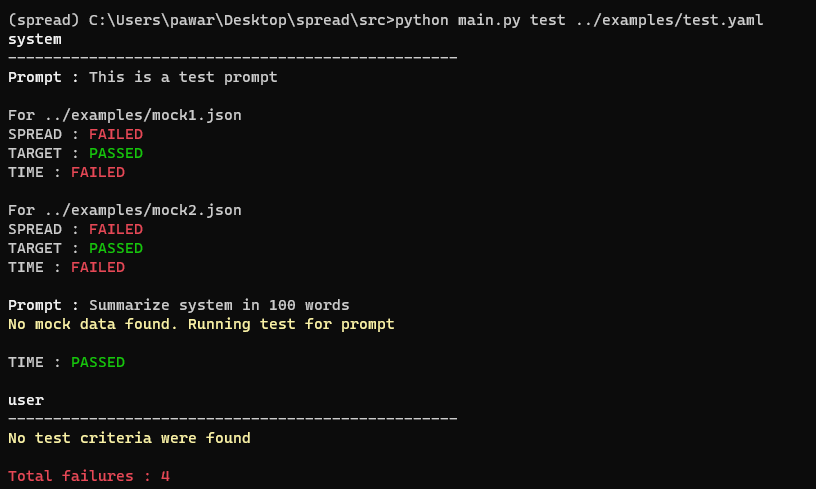 (spread) C:\Users\pawar\Desktop\spread\src>python main.py test ../examples/test.yaml
system
--------------------------------------------------
Prompt : This is a test prompt
For ../examples/mock1.json
SPREAD : FAILED
TARGET : PASSED
TIME : FAILED
For ../examples/mock2.json
SPREAD : FAILED
TARGET : PASSED
TIME : FAILED
Prompt : Summarize system in 100 words
No mock data found. Running test for prompt
TIME : PASSED
user
--------------------------------------------------
No test criteria were found
Total failures : 4